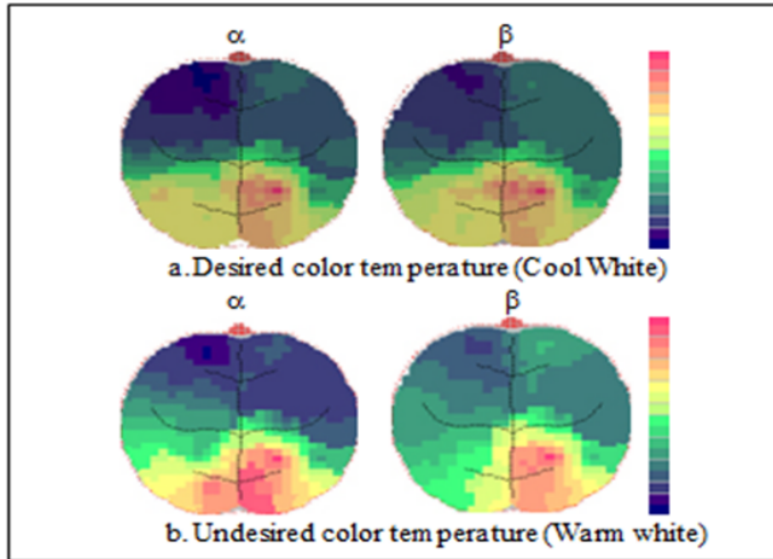 α β
a.Desired color temperature (Cool White)
α β
b. Undesired color temperature (Warm white)